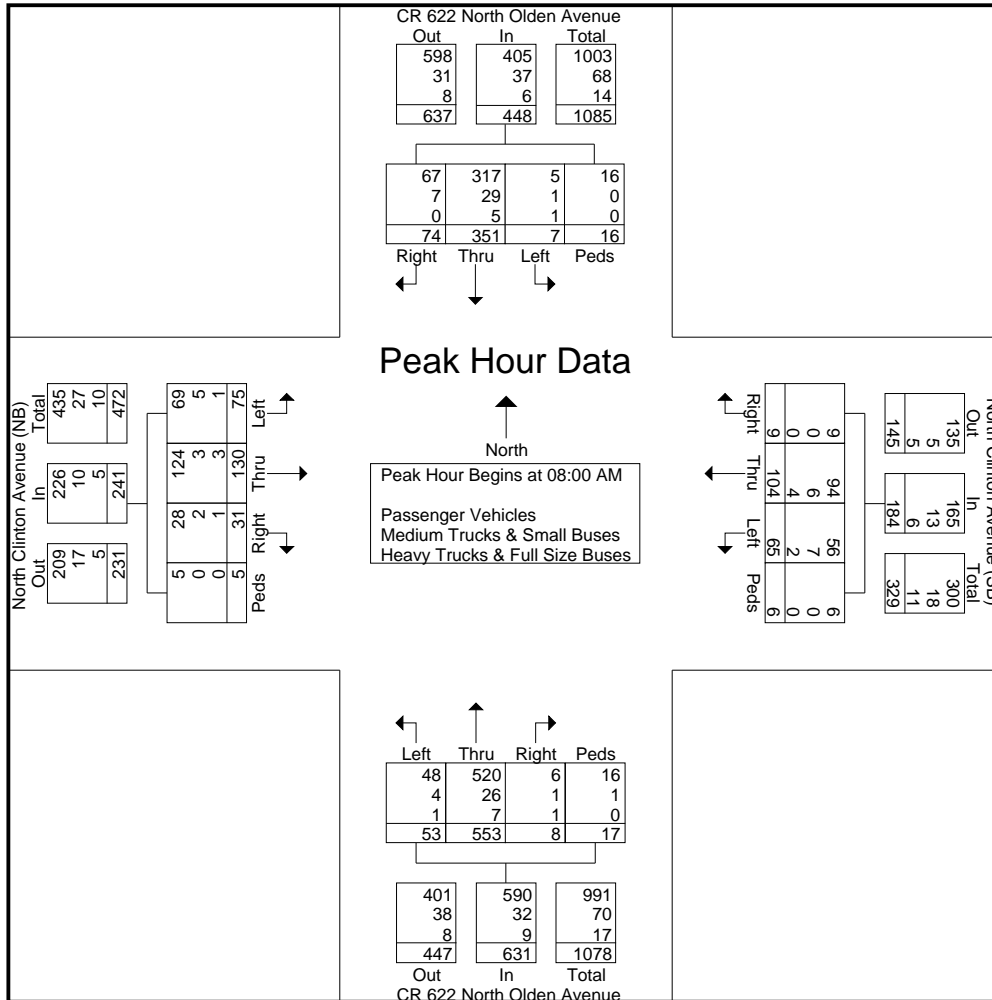 CR 622 North Olden Avenue
Out In Total
598 405 1003
31 37 68
8 6 14
637 448 1085
67 317 5 16
7 29 1 0
0 5 1 0
74 351 7 16
Right Thru Left Peds
Peak Hour Data
North
Peak Hour Begins at 08:00 AM
Passenger Vehicles
Medium Trucks & Small Buses
Heavy Trucks & Full Size Buses
North Clinton Avenue (NB)
Out In Total
209 226 435
17 10 27
5 5 10
231 241 472
5 28 124 69
0 2 3 5
0 1 3 1
5 31 130 75
Peds Right Thru Left
North Clinton Avenue (SB)
Out In Total
135 165 300
5 13 18
5 6 11
145 184 329
9 94 56 6
0 6 7 0
0 4 2 0
9 104 65 6
Right Thru Left Peds
Left Thru Right Peds
48 520 6 16
4 26 1 1
1 7 1 0
53 553 8 17
401 590 991
38 32 70
8 9 17
447 631 1078
Out In Total
CR 622 North Olden Avenue